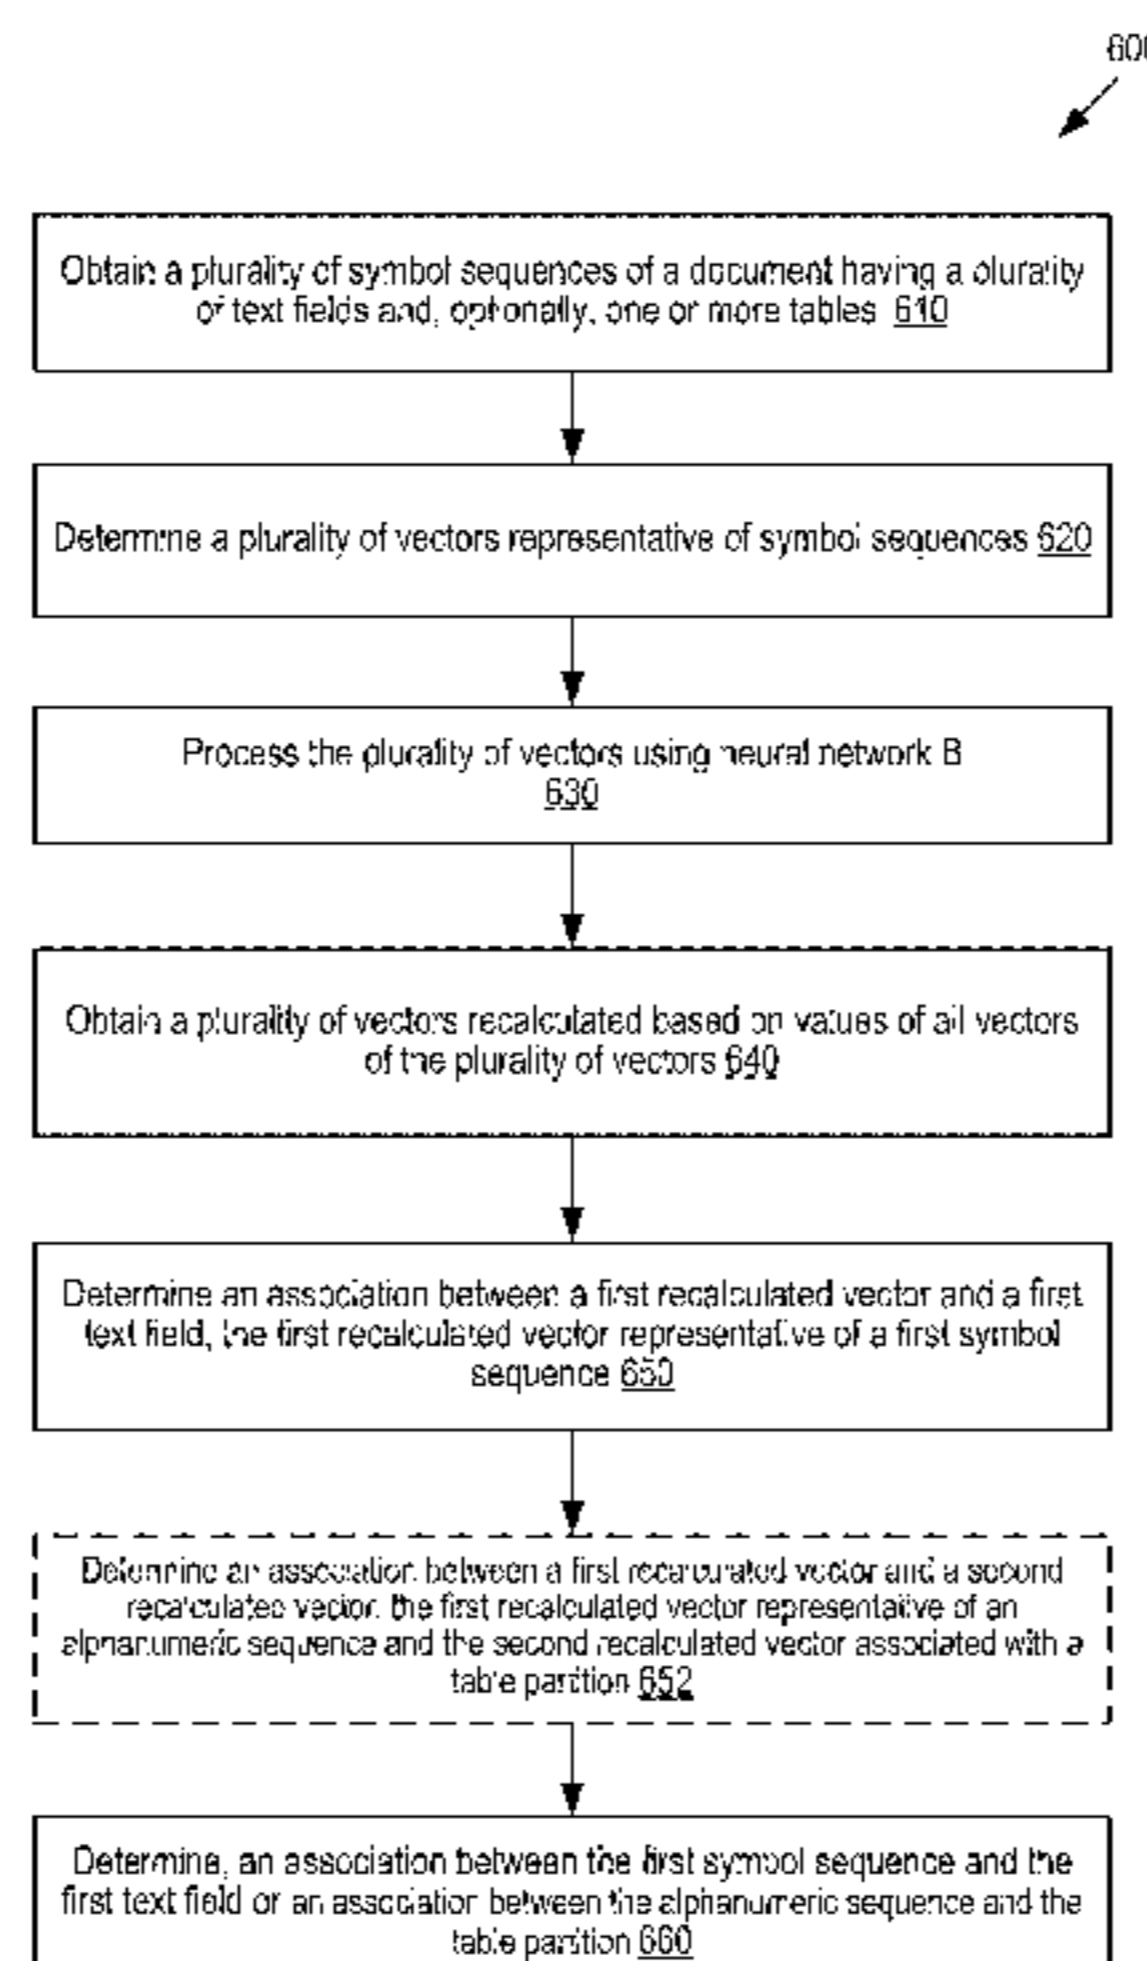 600
Obtain a plurality of symbol sequences of a document having a plurality
of text fields and, optionally, one or more tables 610
Determine a plurality of vectors representative of symbol sequences 620
Process the plurality of vectors using neural network B
630
Obtain a plurality of vectors recalculated based on values of all vectors
of the plurality of vectors 640
Determine an association between a first recalculated vector and a first
text field, the first recalculated vector representative of a first symbol
sequence 650
Determine an association between a first recalculated vector and a second
recalculated vector, the first recalculated vector representative of an
alphanumeric sequence and the second recalculated vector associated with a
table partition 652
Determine, an association between the first symbol sequence and the
first text field or an association between the alphanumeric sequence and the
table partition 660